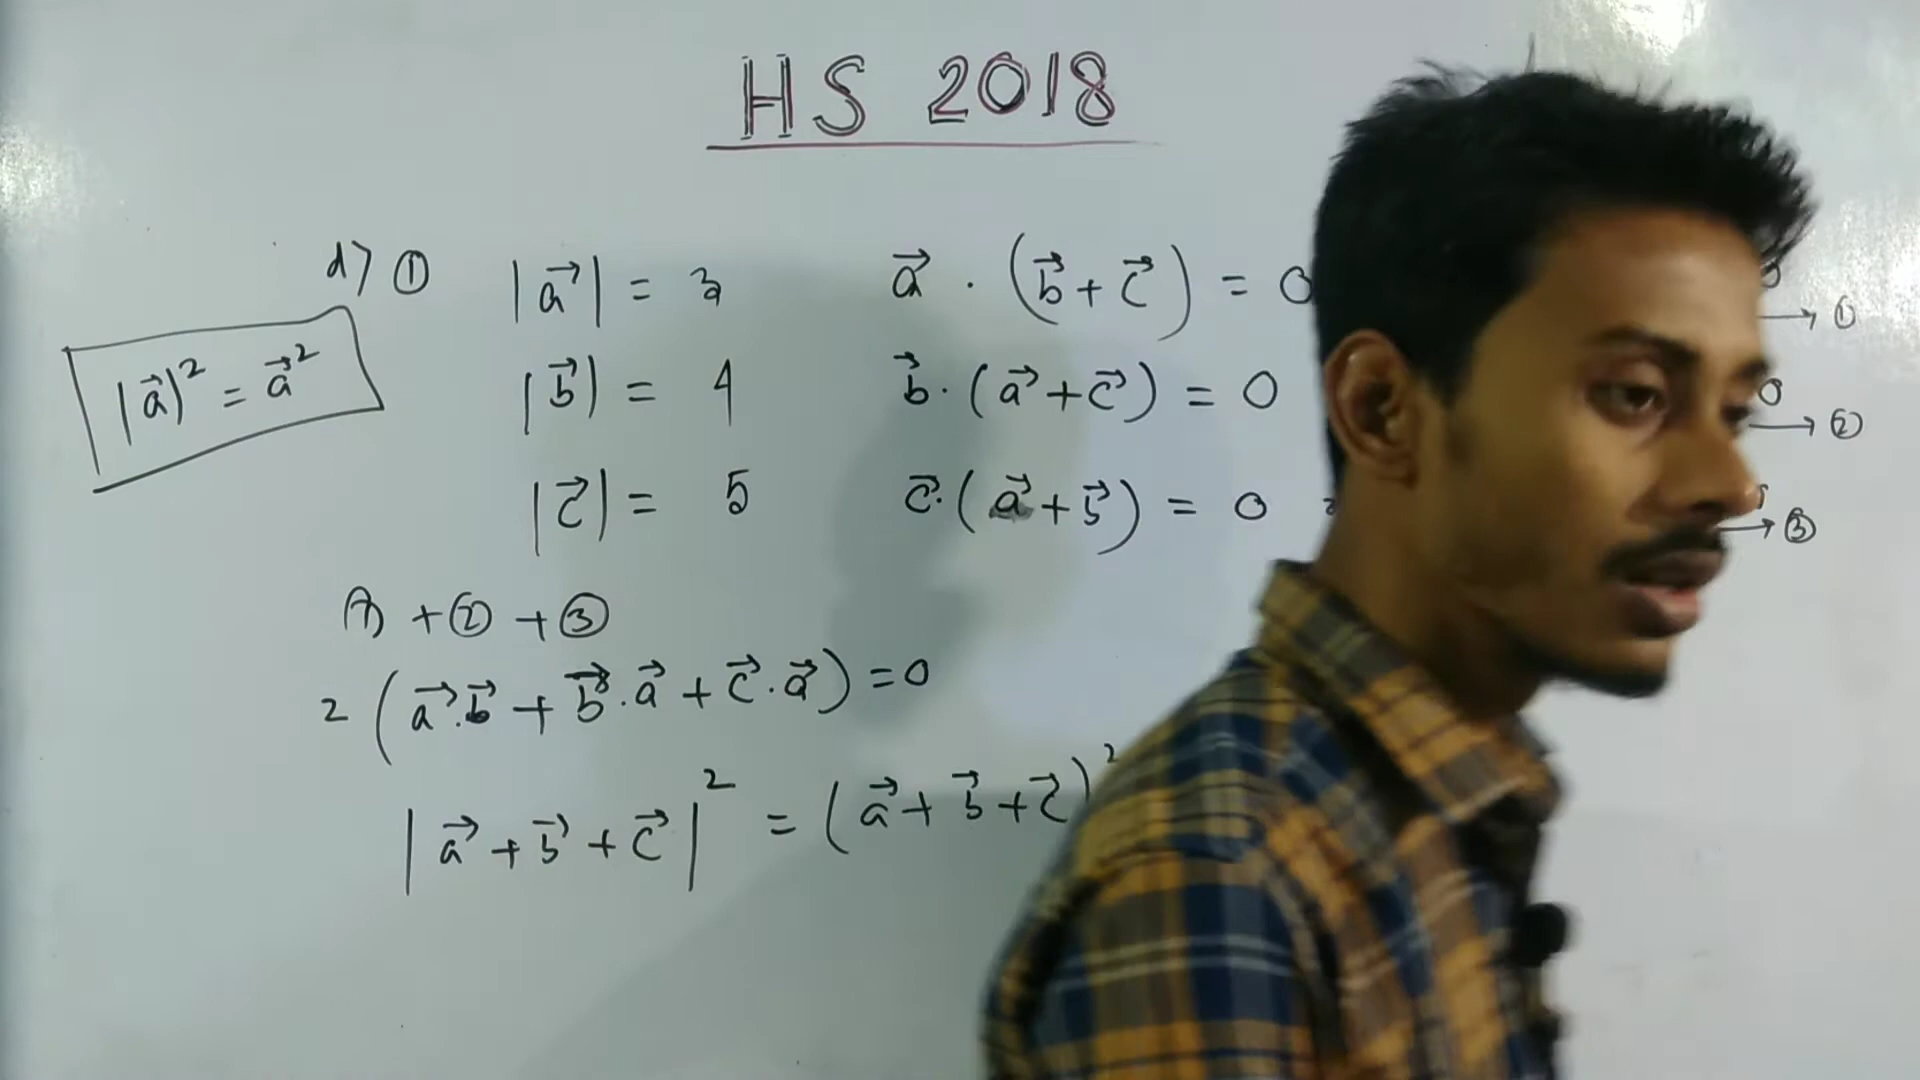 HS 2018
d) ① |a⃗| = 3 a⃗ · (b⃗ + c⃗) = 0 → ①
|a⃗|² = a⃗²
|b⃗| = 4 b⃗ · (a⃗ + c⃗) = 0 0 → ②
|c⃗| = 5 c⃗ · (a⃗ + b⃗) = 0 → ③
① + ② + ③
2 (a⃗.b⃗ + b⃗.a⃗ + c⃗.a⃗) = 0
|a⃗ + b⃗ + c⃗|² = (a⃗ + b⃗ + c⃗)²